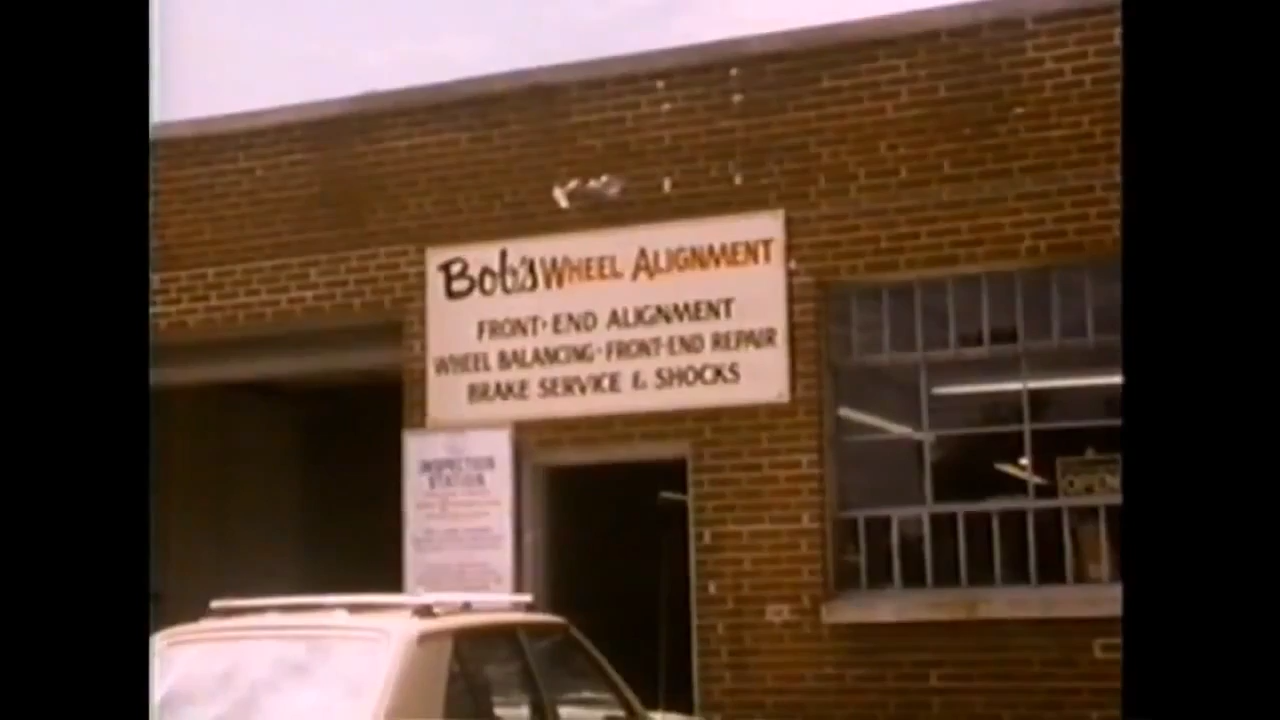 Bob's WHEEL ALIGNMENT
FRONT-END ALIGNMENT
WHEEL BALANCING·FRONT-END REPAIR
BRAKE SERVICE & SHOCKS
INSPECTION
STATION
OPEN